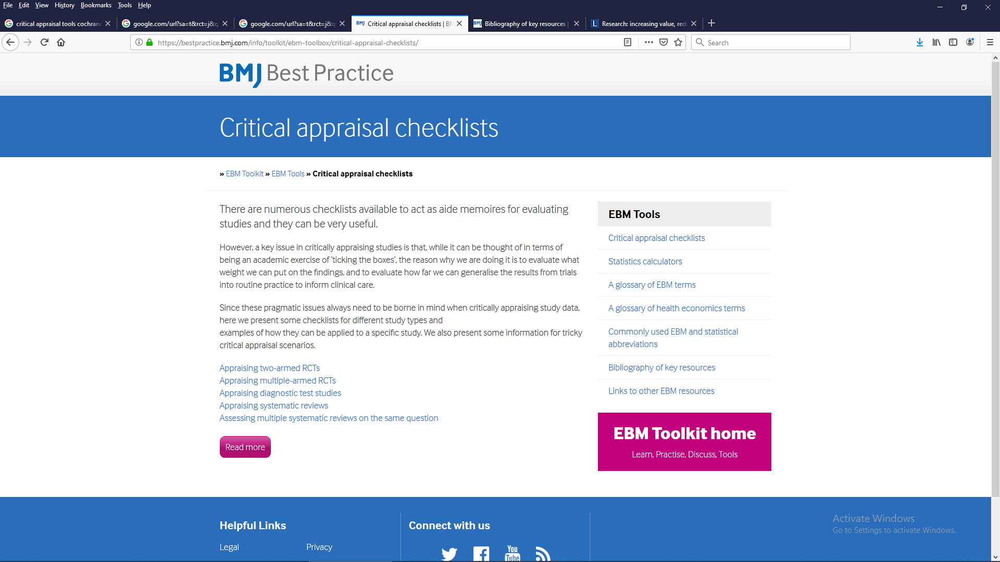 File Edit View History Bookmarks Tools Help
critical appraisal tools cochrane
google.com/url?sa=t&rct=j&q
google.com/url?sa=t&rct=j&q
BMJ Critical appraisal checklists | BM
BMJ Bibliography of key resources |
L Research: increasing value, red
https://bestpractice.bmj.com/info/toolkit/ebm-toolbox/critical-appraisal-checklists/
Search
BMJ Best Practice
Critical appraisal checklists
» EBM Toolkit » EBM Tools » Critical appraisal checklists
There are numerous checklists available to act as aide memoires for evaluating
studies and they can be very useful.
However, a key issue in critically appraising studies is that, while it can be thought of in terms of
being an academic exercise of ‘ticking the boxes’, the reason why we are doing it is to evaluate what
weight we can put on the findings, and to evaluate how far we can generalise the results from trials
into routine practice to inform clinical care.
Since these pragmatic issues always need to be borne in mind when critically appraising study data,
here we present some checklists for different study types and
examples of how they can be applied to a specific study. We also present some information for tricky
critical appraisal scenarios.
Appraising two-armed RCTs
Appraising multiple-armed RCTs
Appraising diagnostic test studies
Appraising systematic reviews
Assessing multiple systematic reviews on the same question
Read more
EBM Tools
Critical appraisal checklists
Statistics calculators
A glossary of EBM terms
A glossary of health economics terms
Commonly used EBM and statistical
abbreviations
Bibliography of key resources
Links to other EBM resources
EBM Toolkit home
Learn, Practise, Discuss, Tools
Helpful Links
Legal
Privacy
Connect with us
You
Tube
Activate Windows
Go to Settings to activate Windows.